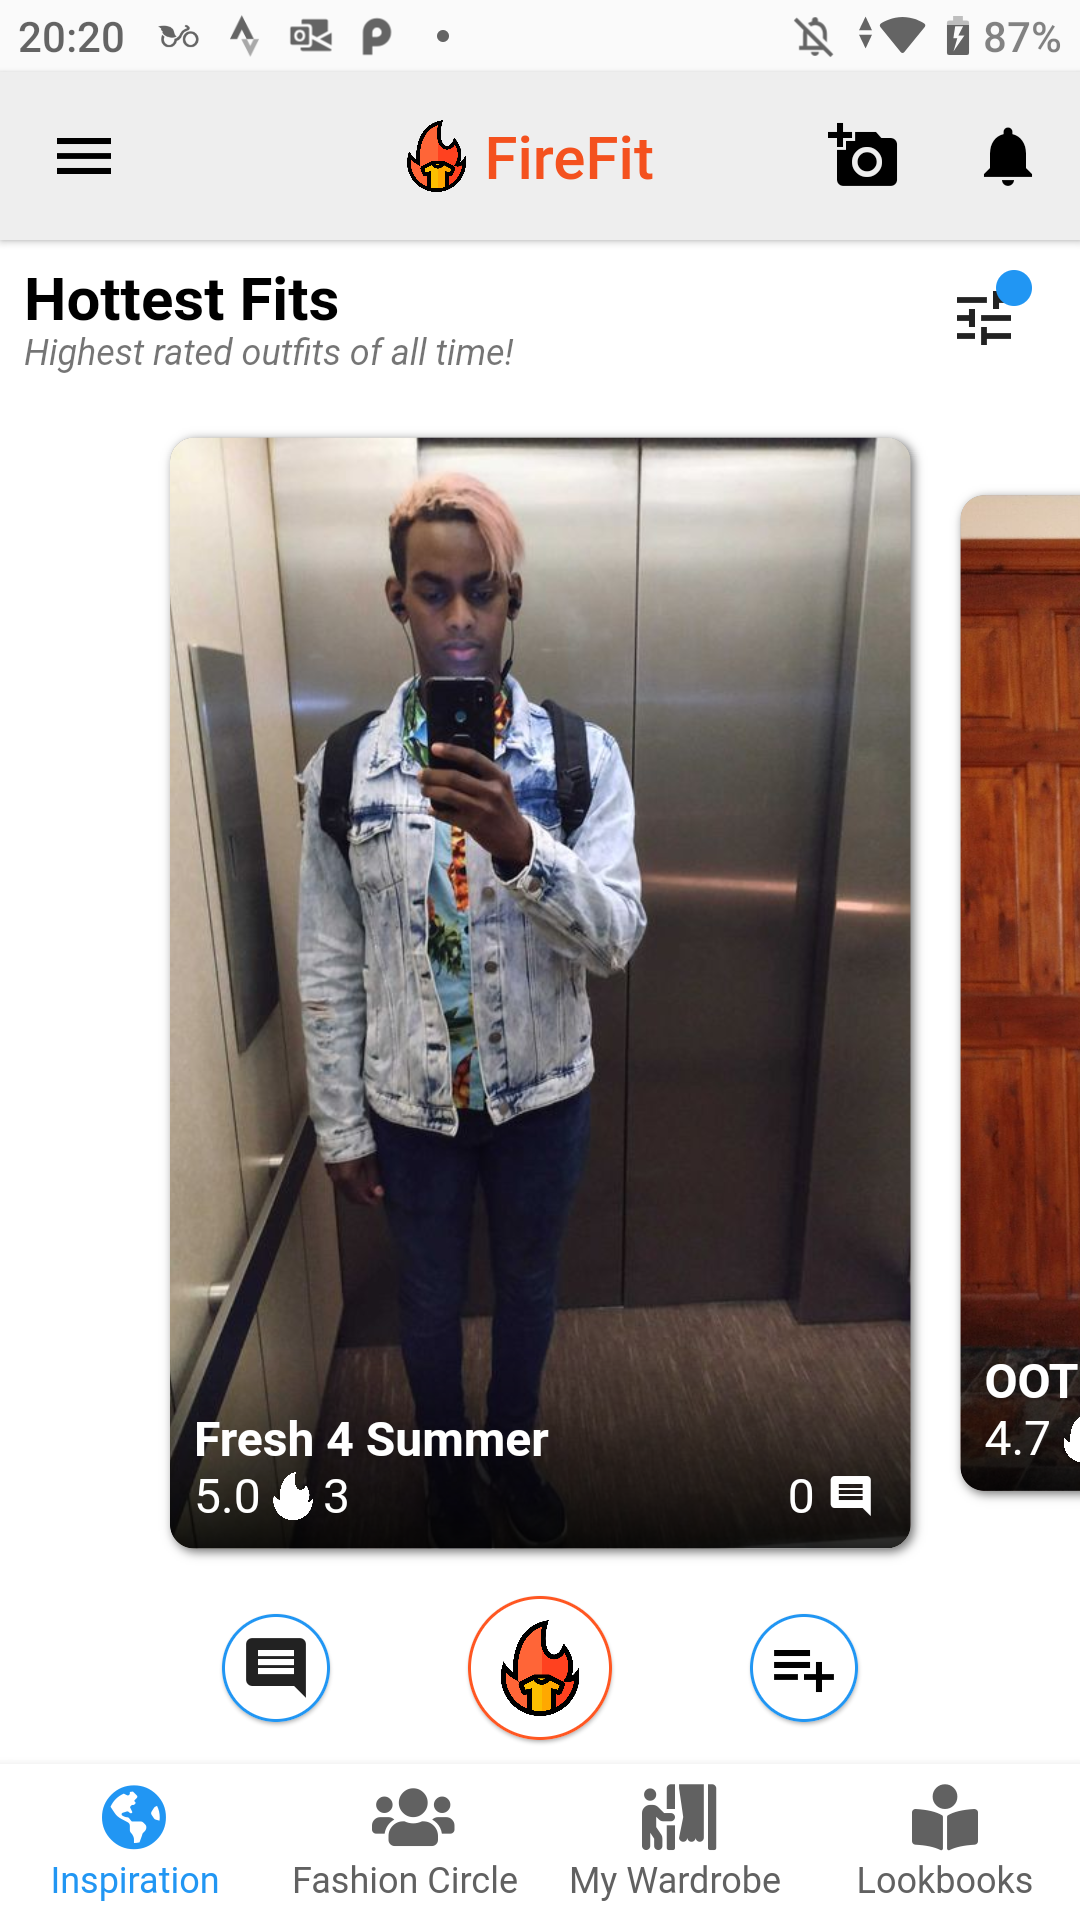 20:20
87%
FireFit
Hottest Fits
Highest rated outfits of all time!
Fresh 4 Summer
5.0 3
0
OOT
4.7
Inspiration
Fashion Circle
My Wardrobe
Lookbooks